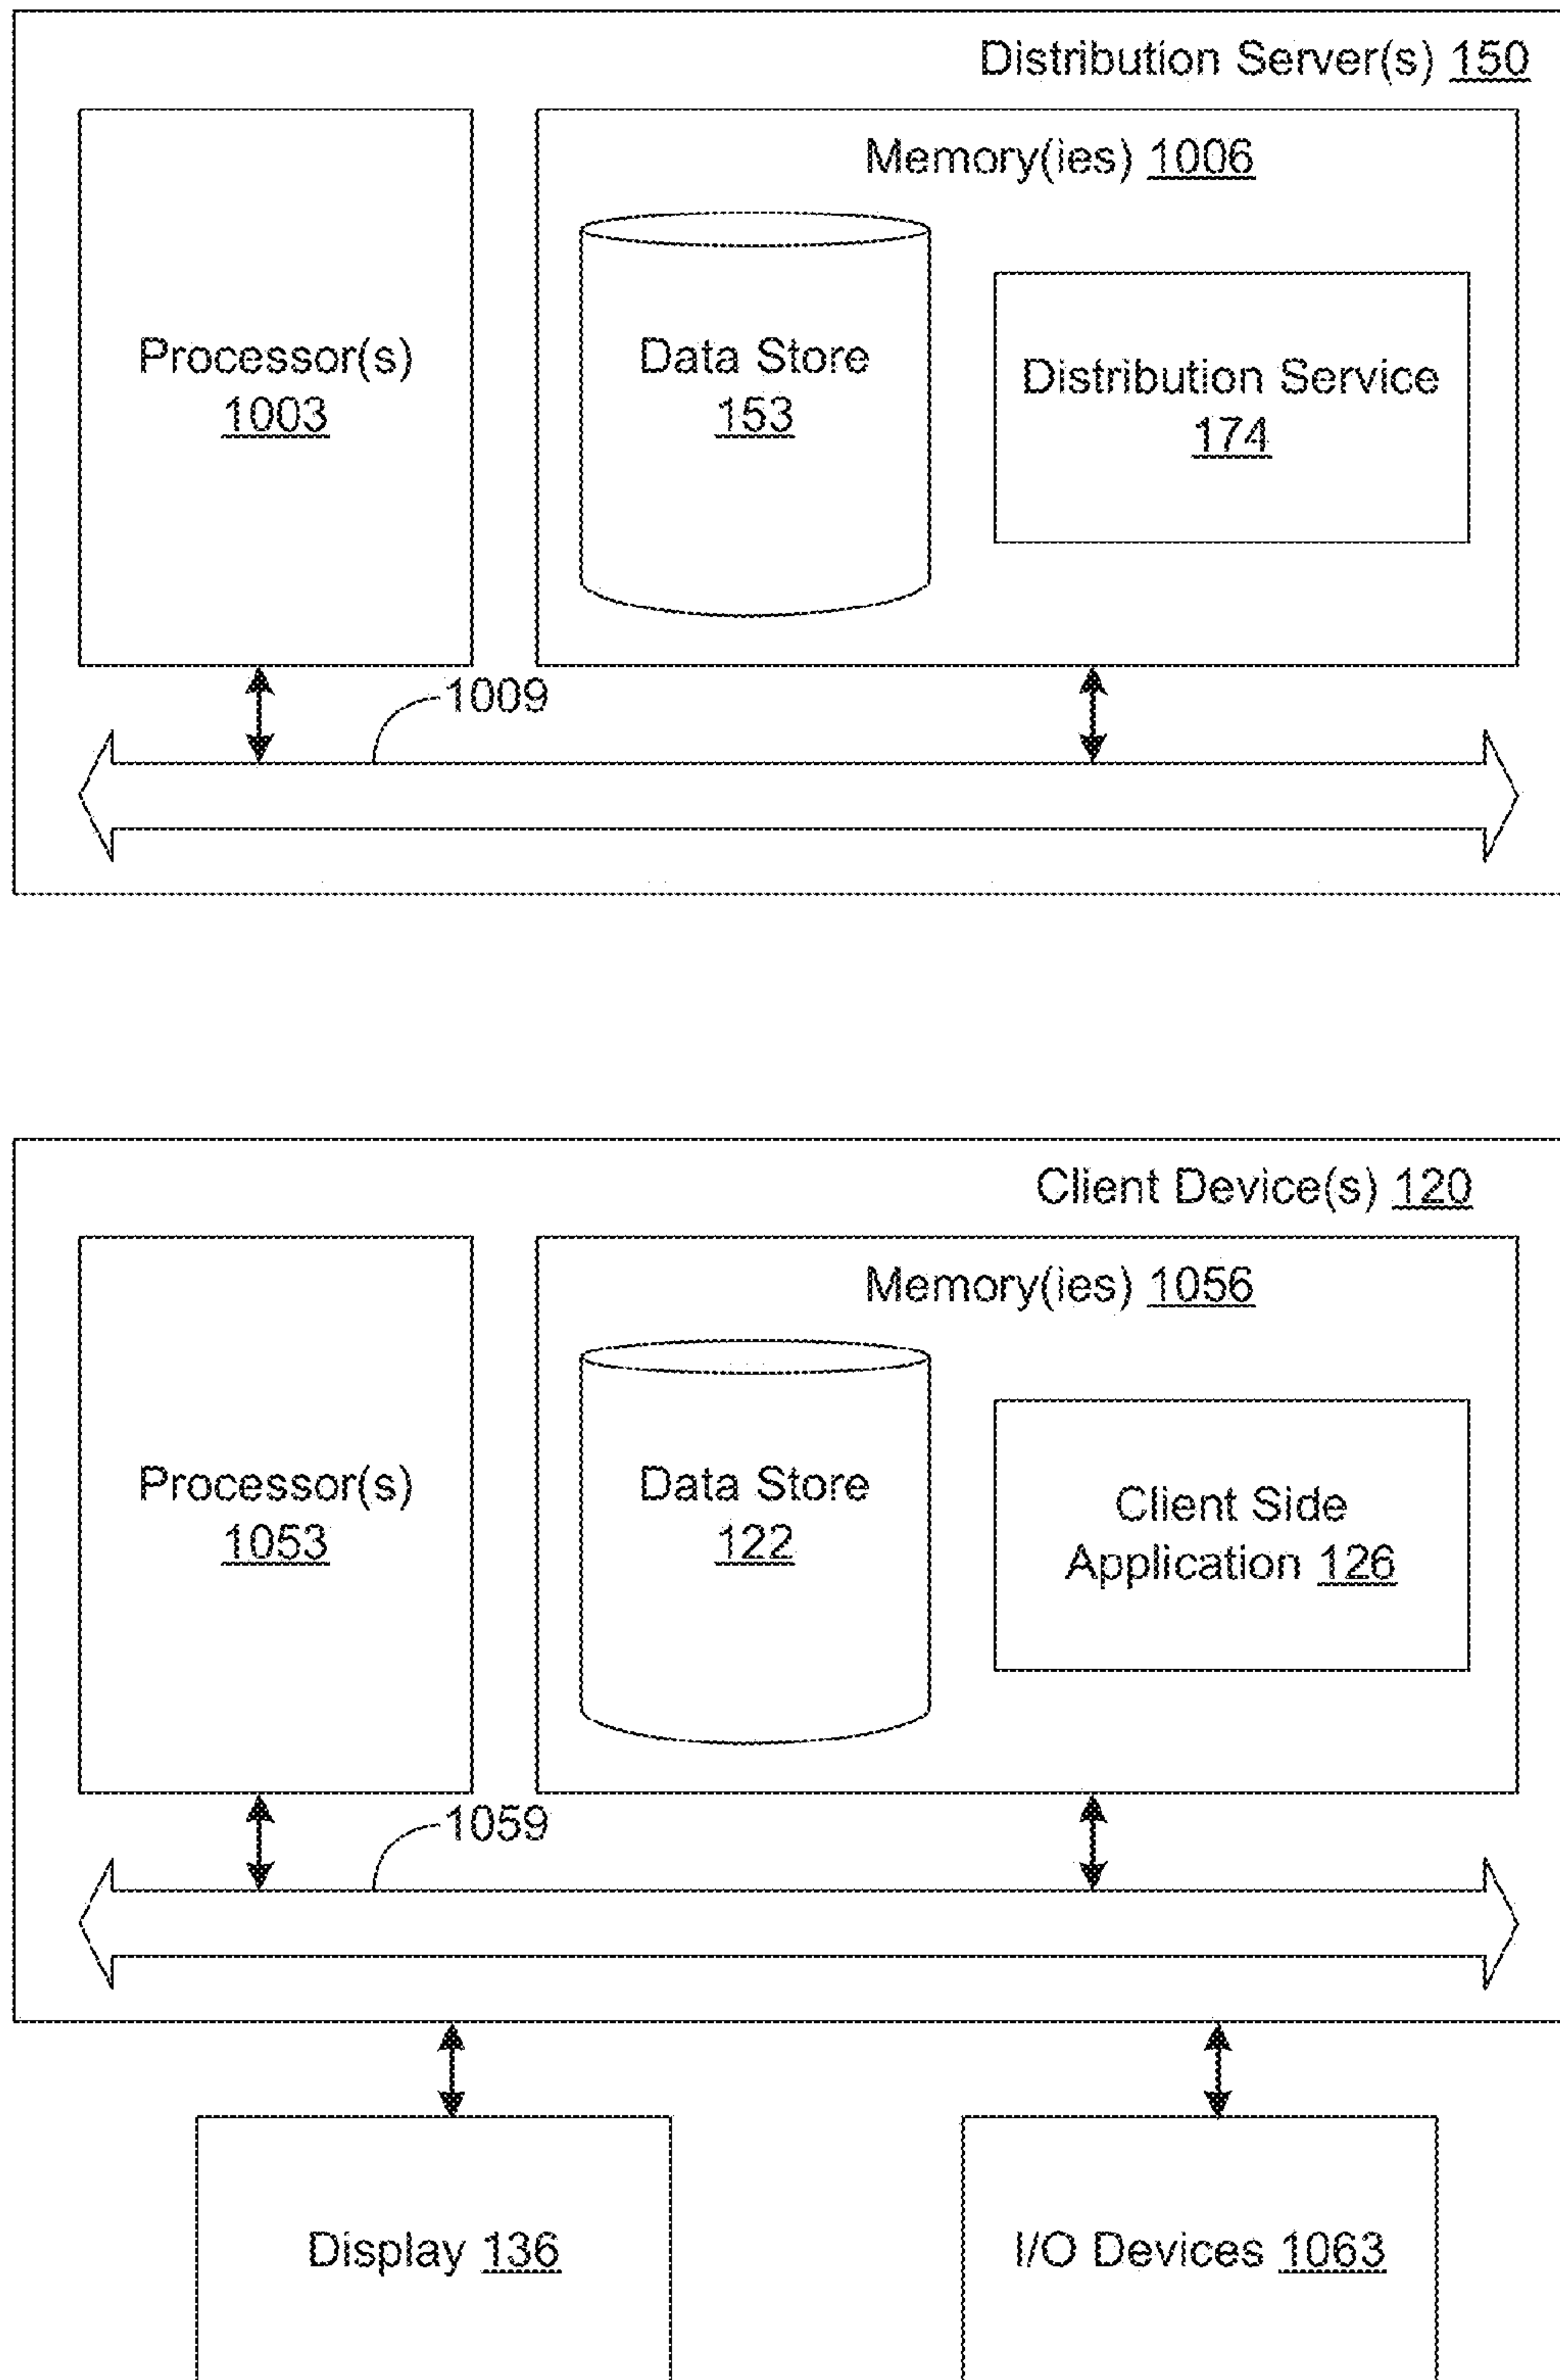 Distribution Server(s) 150
Memory(ies) 1006
Processor(s)
1003
Data Store
153
Distribution Service
174
1009
Client Device(s) 120
Memory(ies) 1056
Processor(s)
1053
Data Store
122
Client Side
Application 126
1059
Display 136
I/O Devices 1063